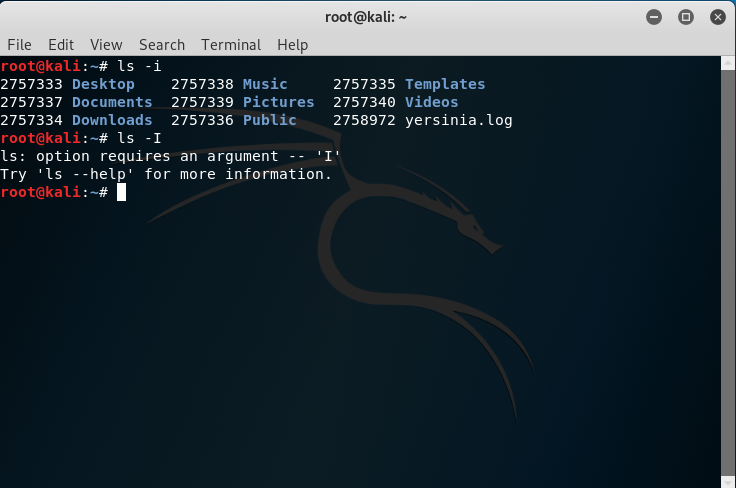 root@kali: ~
File Edit View Search Terminal Help
root@kali:~# ls -i
2757333 Desktop    2757338 Music     2757335 Templates
2757337 Documents  2757339 Pictures  2757340 Videos
2757334 Downloads  2757336 Public    2758972 yersinia.log
root@kali:~# ls -I
ls: option requires an argument -- 'I'
Try 'ls --help' for more information.
root@kali:~#